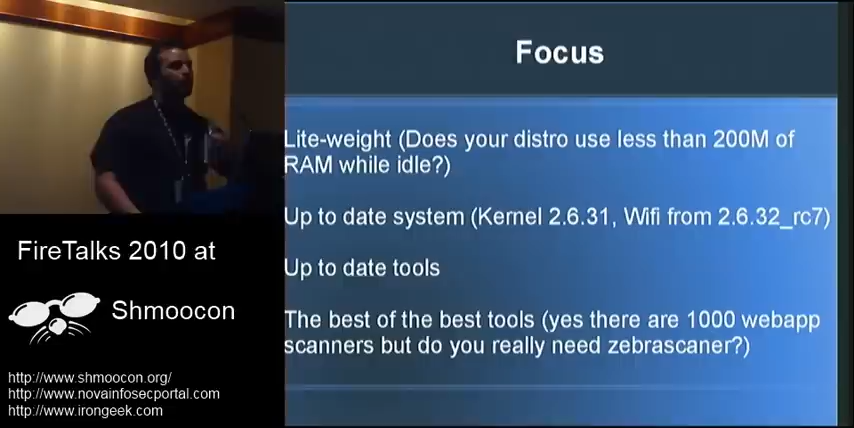 Focus
Lite-weight (Does your distro use less than 200M of
RAM while idle?)
Up to date system (Kernel 2.6.31, Wifi from 2.6.32_rc7)
Up to date tools
The best of the best tools (yes there are 1000 webapp
scanners but do you really need zebrascaner?)
FireTalks 2010 at
Shmoocon
http://www.shmoocon.org/
http://www.novainfosecportal.com
http://www.irongeek.com